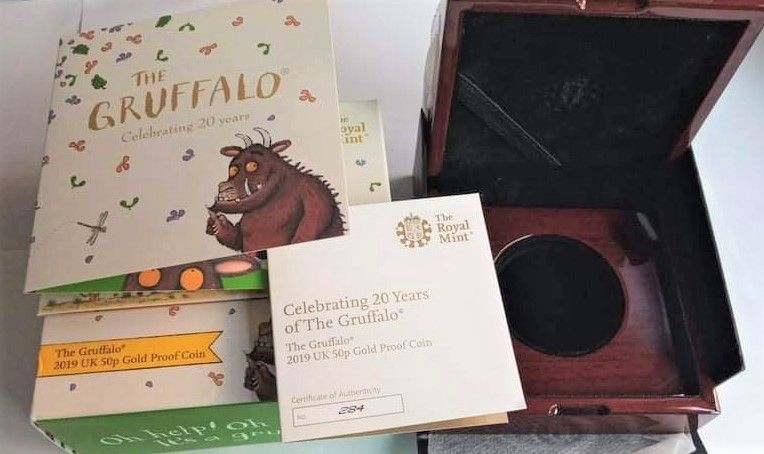 THE
GRUFFALO®
Celebrating 20 years
Royal
Mint®
The
Royal
Mint®
Celebrating 20 Years
of The Gruffalo®
The Gruffalo®
2019 UK 50p Gold Proof Coin
Certificate of Authenticity
No. 284
The Gruffalo®
2019 UK 50p Gold Proof Coin
Oh help! Oh
It's a gru